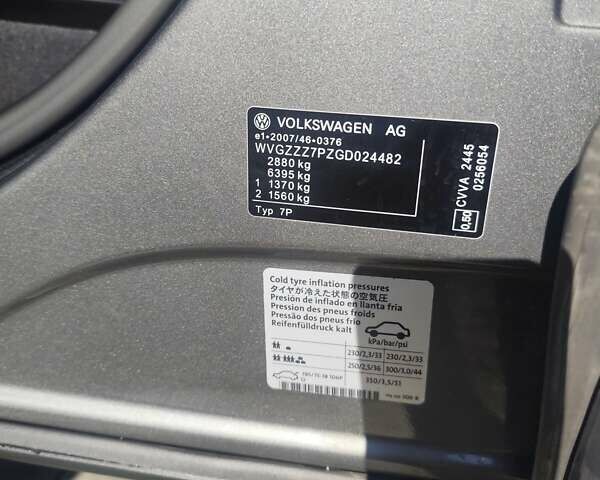 VOLKSWAGEN AG
e1*2007/46*0376
WVGZZZ7PZGD024482
2880 kg
6395 kg
1 1370 kg
2 1560 kg
Typ 7P
0,50 CVVA 2445
0256054
Cold tyre inflation pressures
タイヤが冷えた状態の空気圧
Presión de inflado en llanta fria
Pression des pneus froids
Pressão dos pneus frio
Reifenfülldruck kalt
kPa/bar/psi
230/2,3/33 230/2,3/33
250/2,5/36 300/3,0/44
350/3,5/51